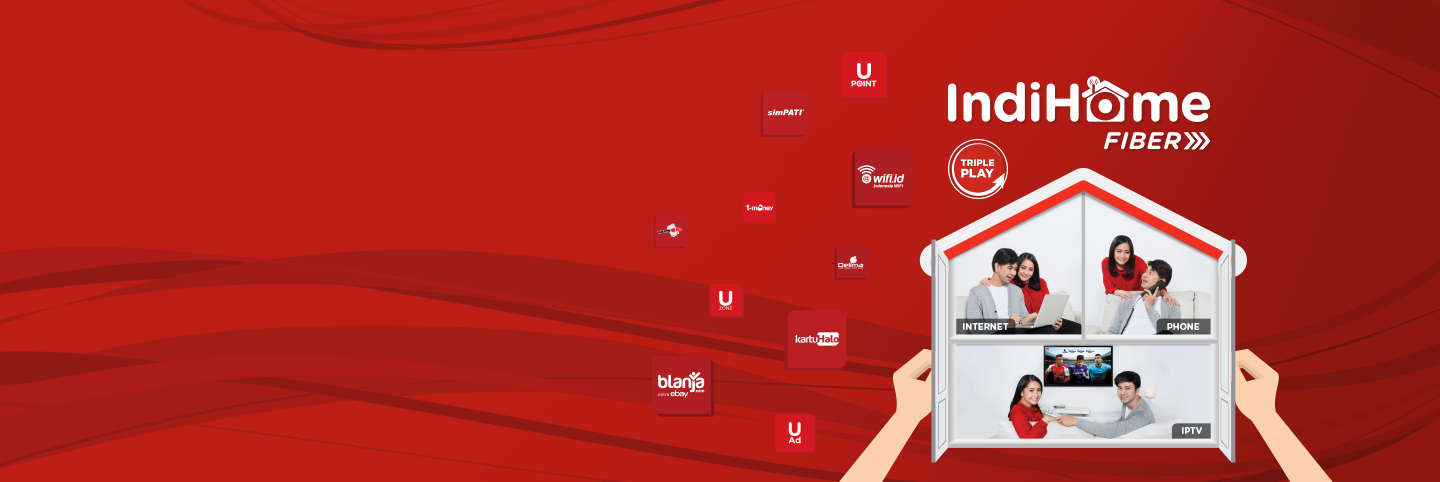 U
POINT
simPATI
wifi.id
Indonesia WiFi
t-money
Delima
U
ZONE
kartuHalo
blanja
.com
mitra ebay
U
Ad
IndiHome
FIBER
TRIPLE
PLAY
INTERNET
PHONE
IPTV